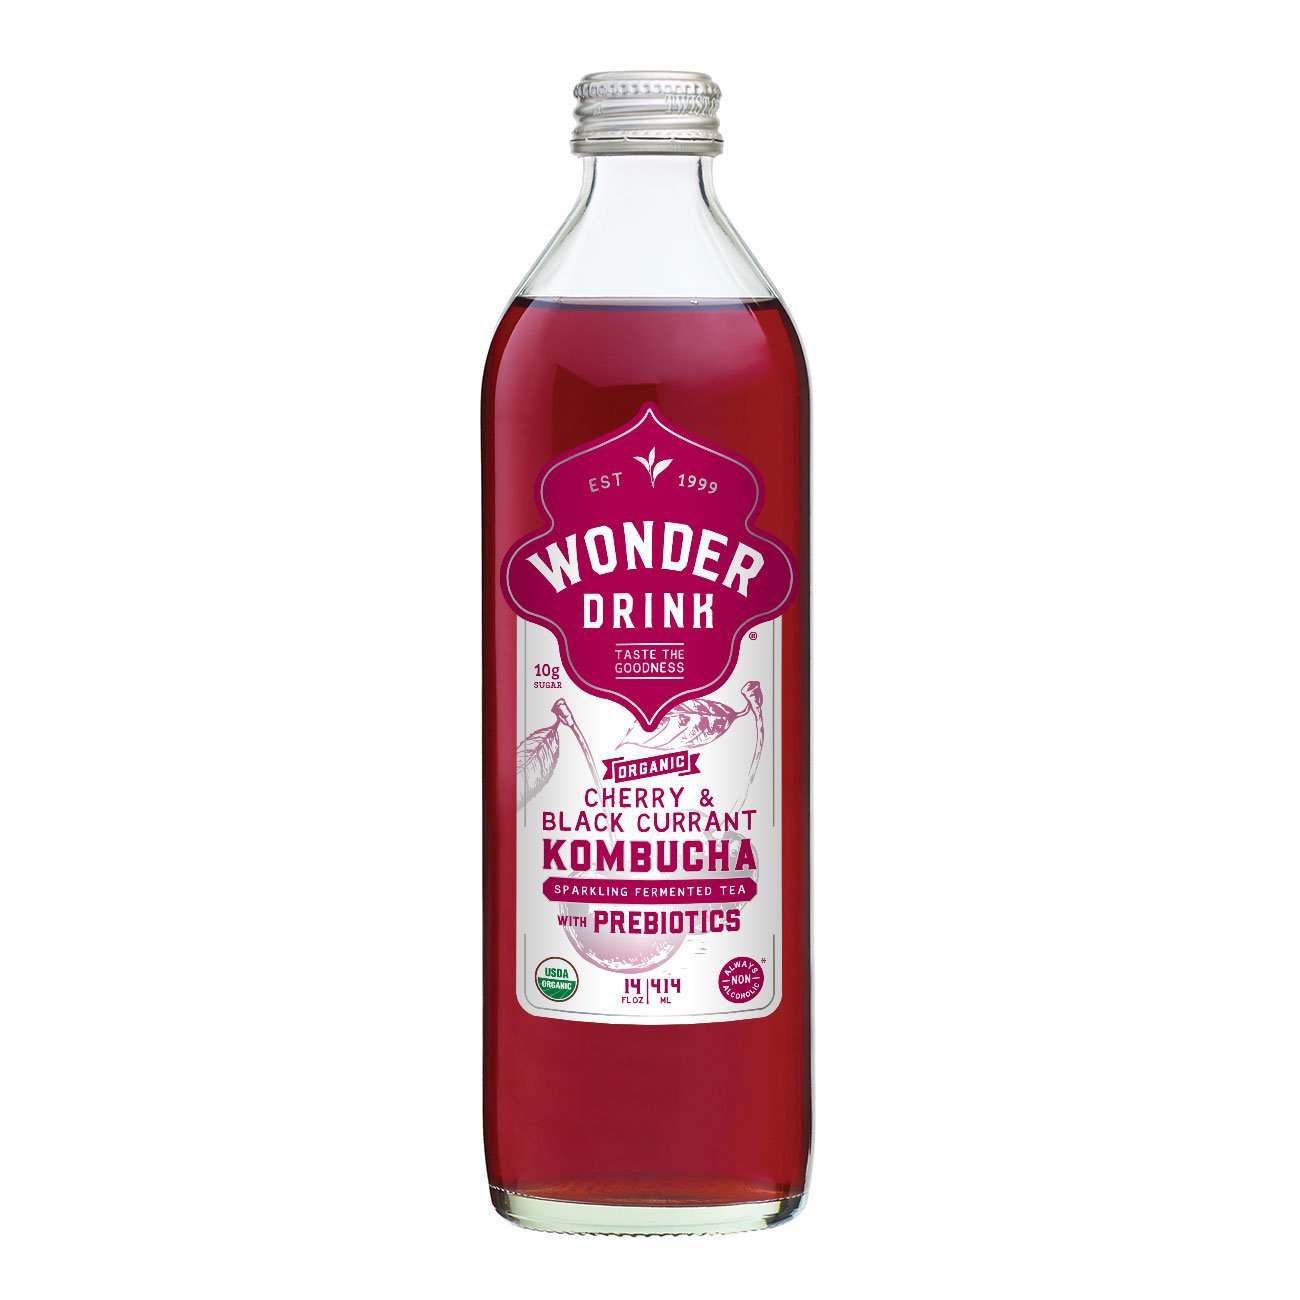 TWIST
EST 1999
WONDER
DRINK
®
TASTE THE
GOODNESS
10g
SUGAR
ORGANIC
CHERRY &
BLACK CURRANT
KOMBUCHA
SPARKLING FERMENTED TEA
WITH PREBIOTICS
USDA
ORGANIC
14 414
FL OZ ML
ALWAYS
NON
ALCOHOLIC
*